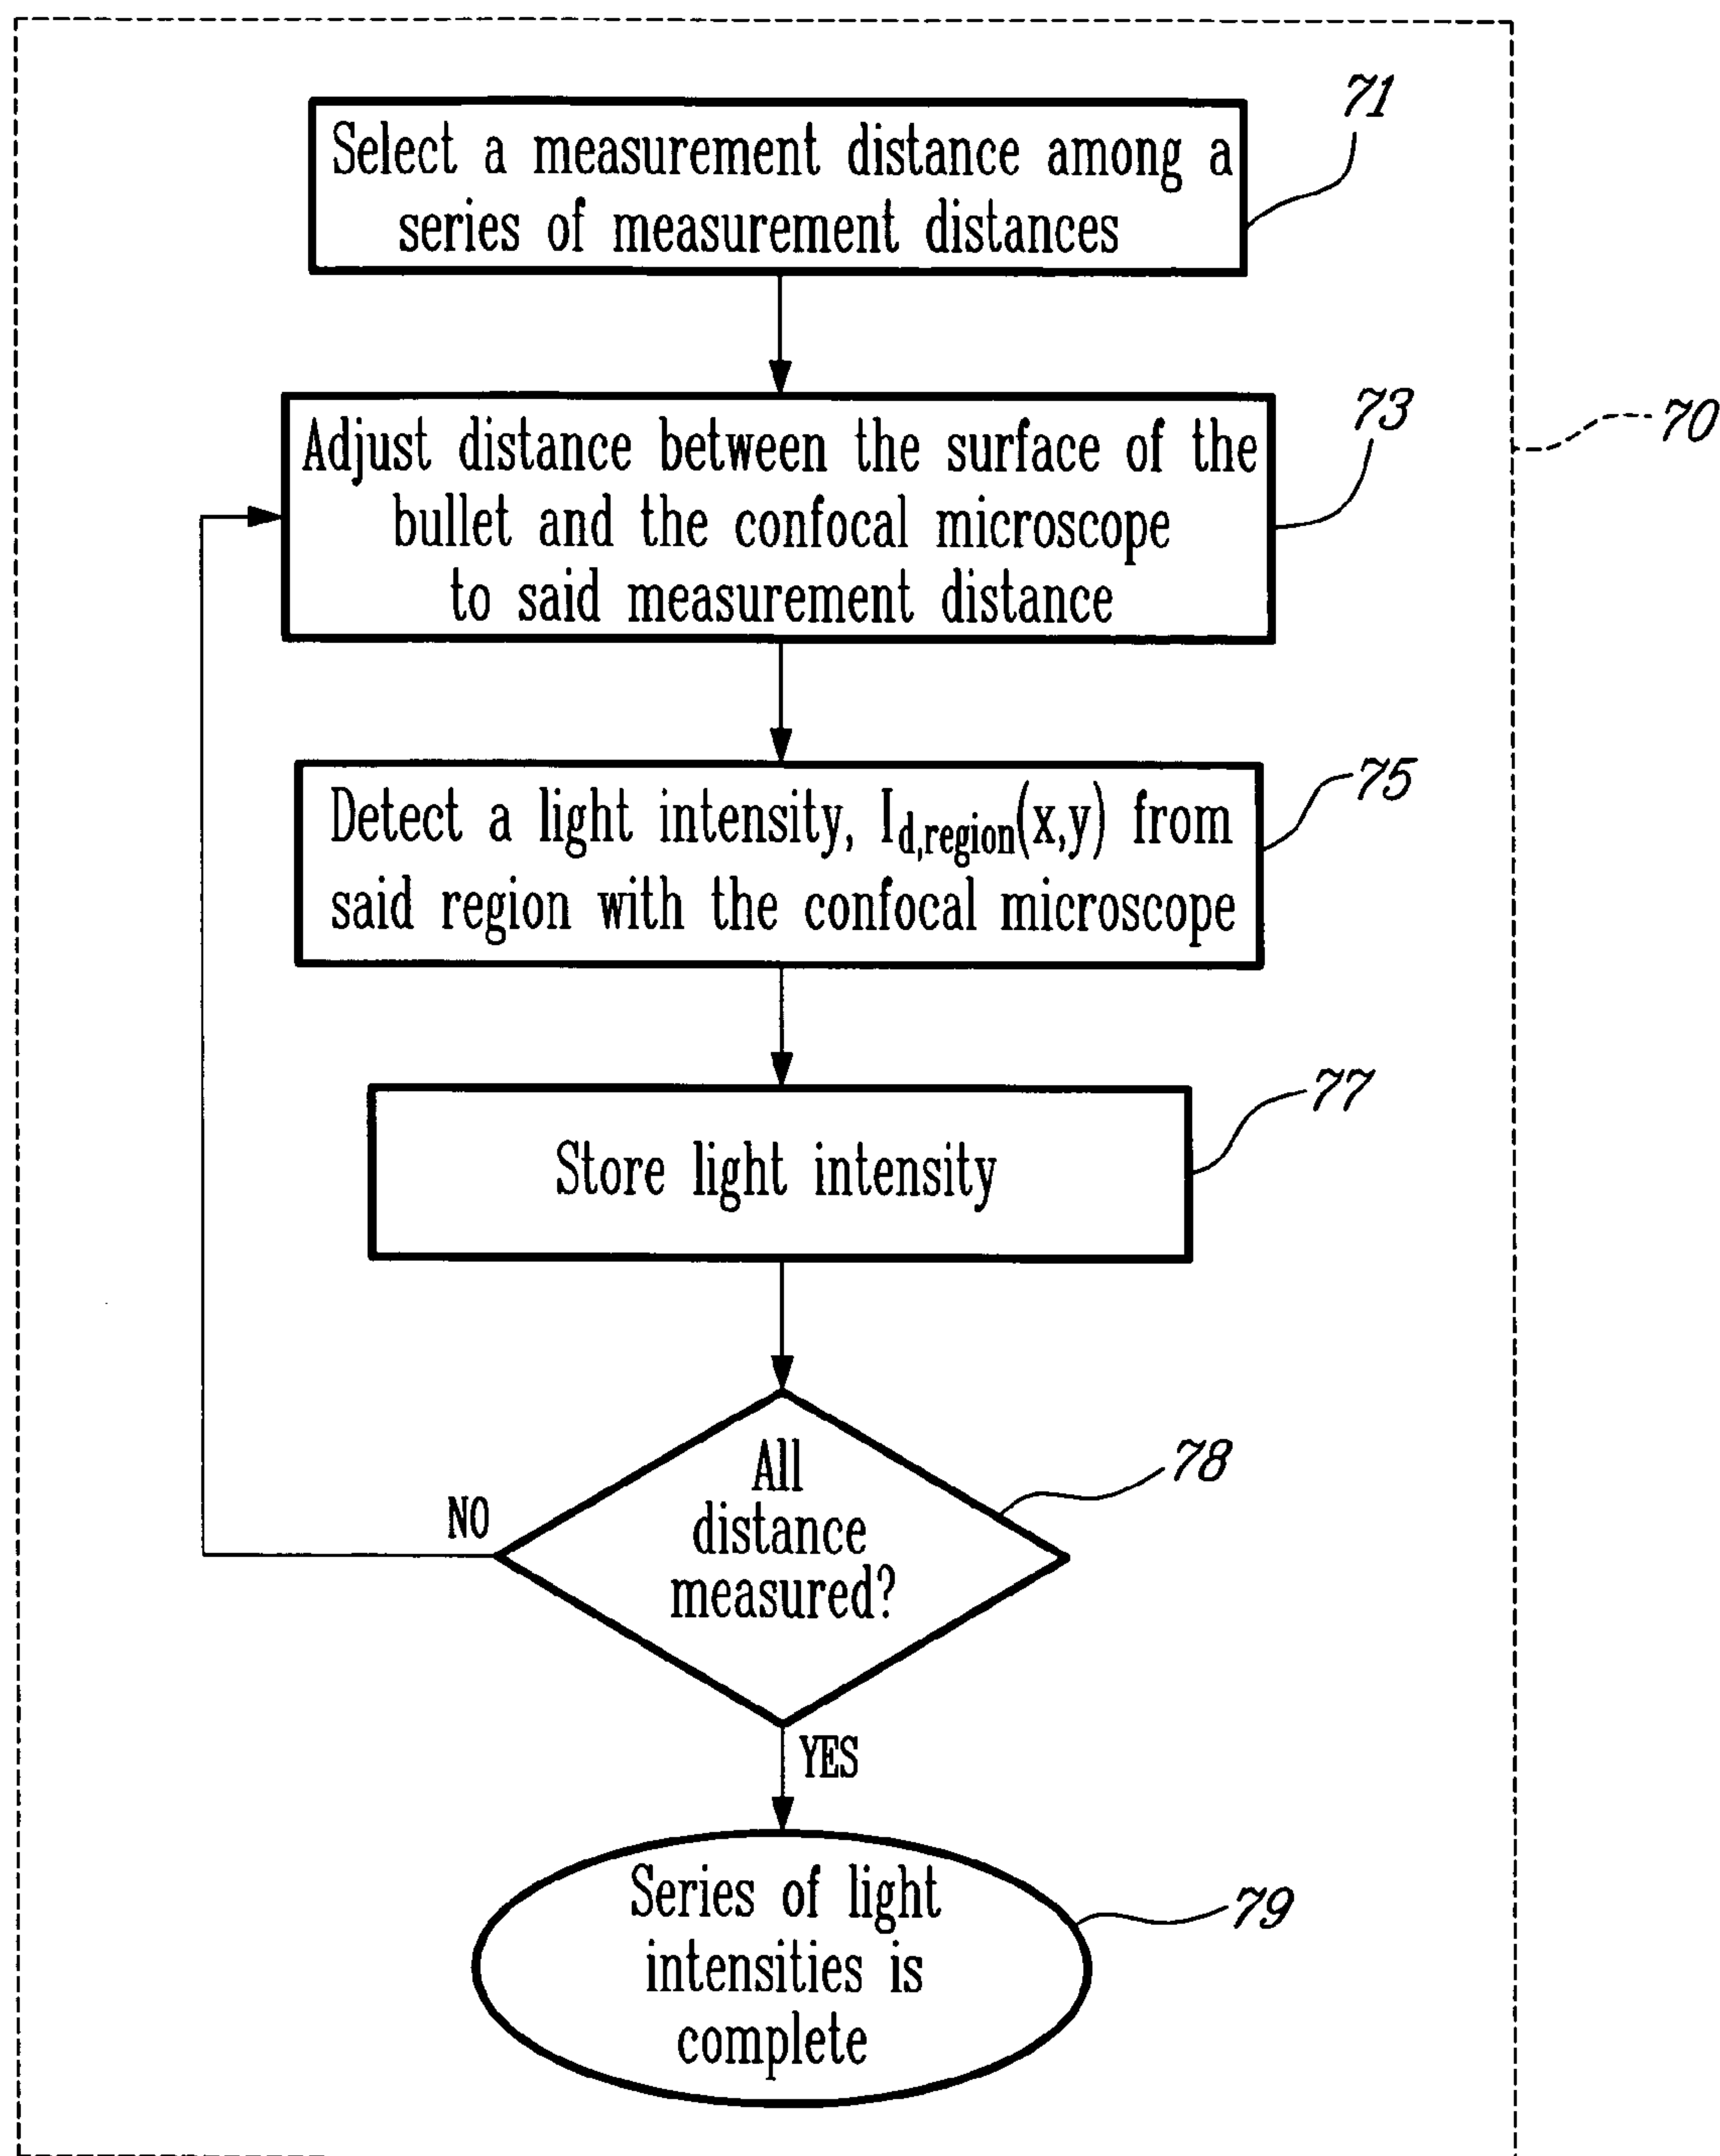 71
Select a measurement distance among a
series of measurement distances
73
70
Adjust distance between the surface of the
bullet and the confocal microscope
to said measurement distance
75
Detect a light intensity, I_d,region(x,y) from
said region with the confocal microscope
77
Store light intensity
78
All
distance
measured?
NO
YES
79
Series of light
intensities is
complete